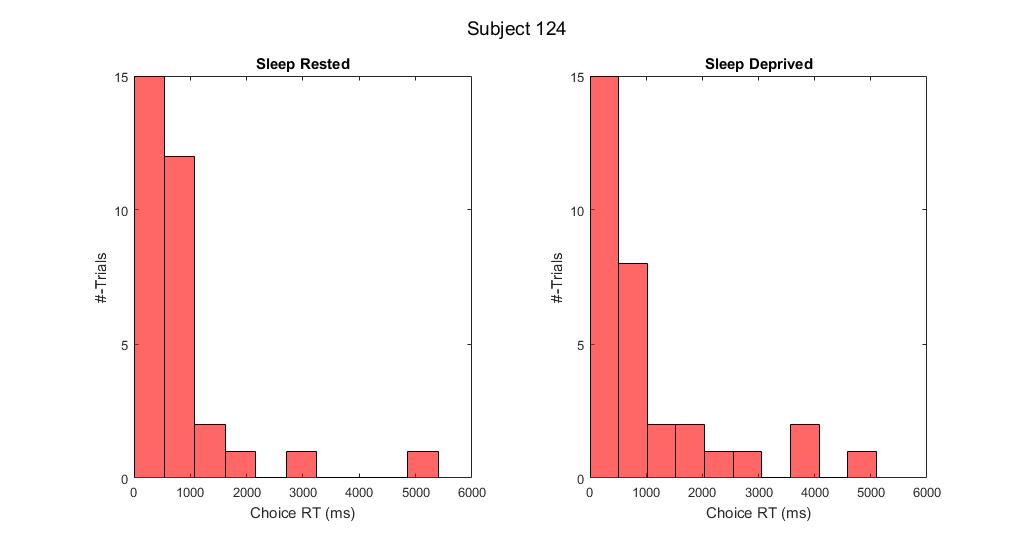 Subject 124
Sleep Rested
15
10
5
0
#-Trials
0 1000 2000 3000 4000 5000 6000
Choice RT (ms)
Sleep Deprived
15
10
5
0
#-Trials
0 1000 2000 3000 4000 5000 6000
Choice RT (ms)